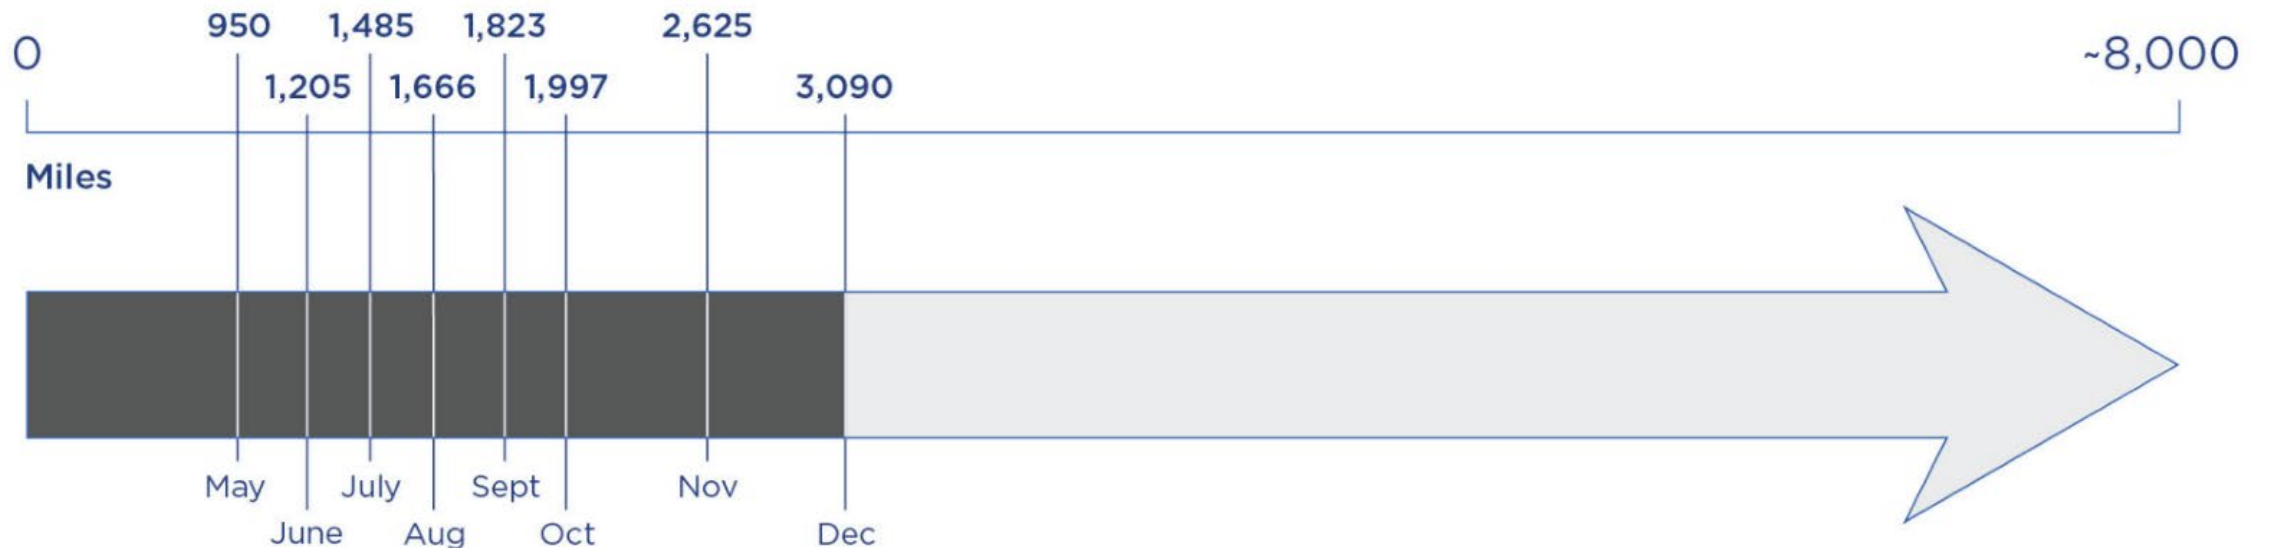 950 1,485 1,823 2,625
0 ~8,000
1,205 1,666 1,997 3,090
Miles
May July Sept Nov
June Aug Oct Dec